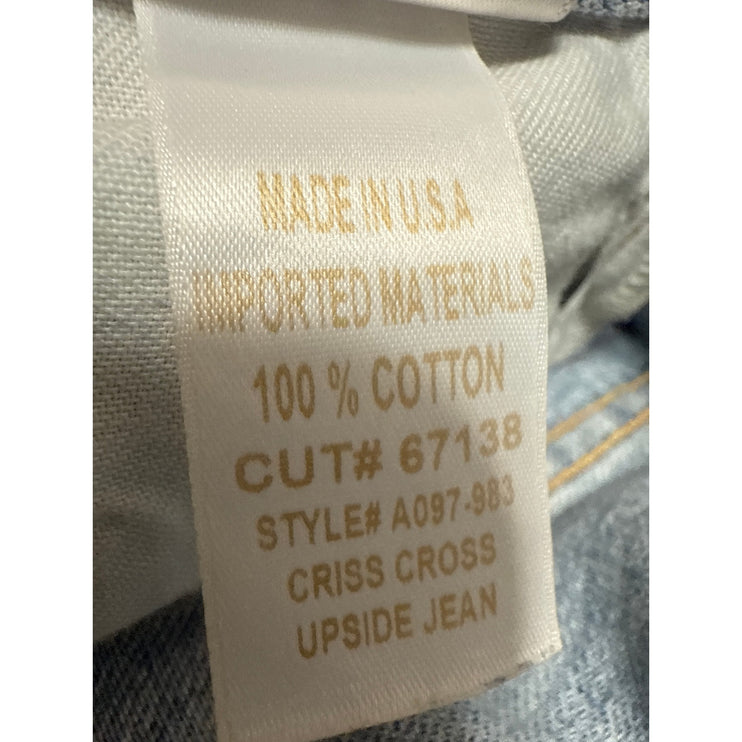 MADE IN U.S.A
IMPORTED MATERIALS
100 % COTTON
CUT# 67138
STYLE# A097-983
CRISS CROSS
UPSIDE JEAN